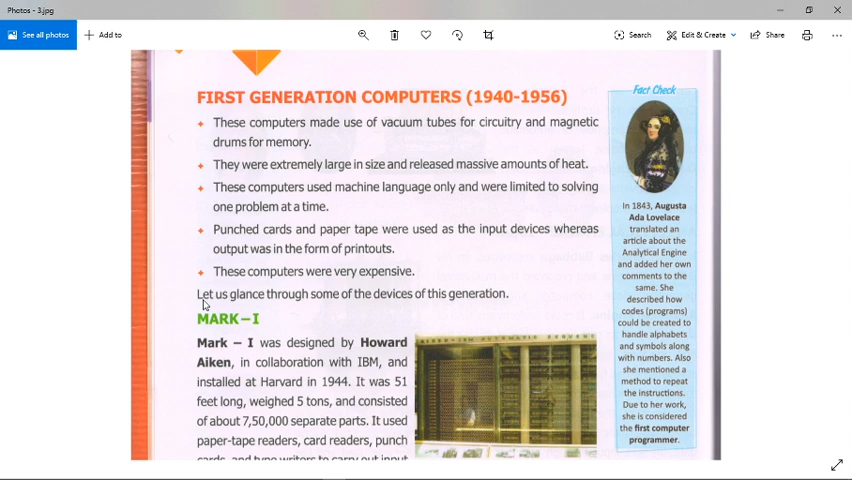 Photos - 3.jpg
See all photos
Add to
Search
Edit & Create
Share
FIRST GENERATION COMPUTERS (1940-1956)
These computers made use of vacuum tubes for circuitry and magnetic
drums for memory.
They were extremely large in size and released massive amounts of heat.
These computers used machine language only and were limited to solving
one problem at a time.
Punched cards and paper tape were used as the input devices whereas
output was in the form of printouts.
These computers were very expensive.
Let us glance through some of the devices of this generation.
MARK–I
Mark – I was designed by Howard
Aiken, in collaboration with IBM, and
installed at Harvard in 1944. It was 51
feet long, weighed 5 tons, and consisted
of about 7,50,000 separate parts. It used
paper-tape readers, card readers, punch
cards, and type writers to carry out input
Fact Check
In 1843, Augusta
Ada Lovelace
translated an
article about the
Analytical Engine
and added her own
comments to the
same. She
described how
codes (programs)
could be created to
handle alphabets
and symbols along
with numbers. Also
she mentioned a
method to repeat
the instructions.
Due to her work,
she is considered
the first computer
programmer.